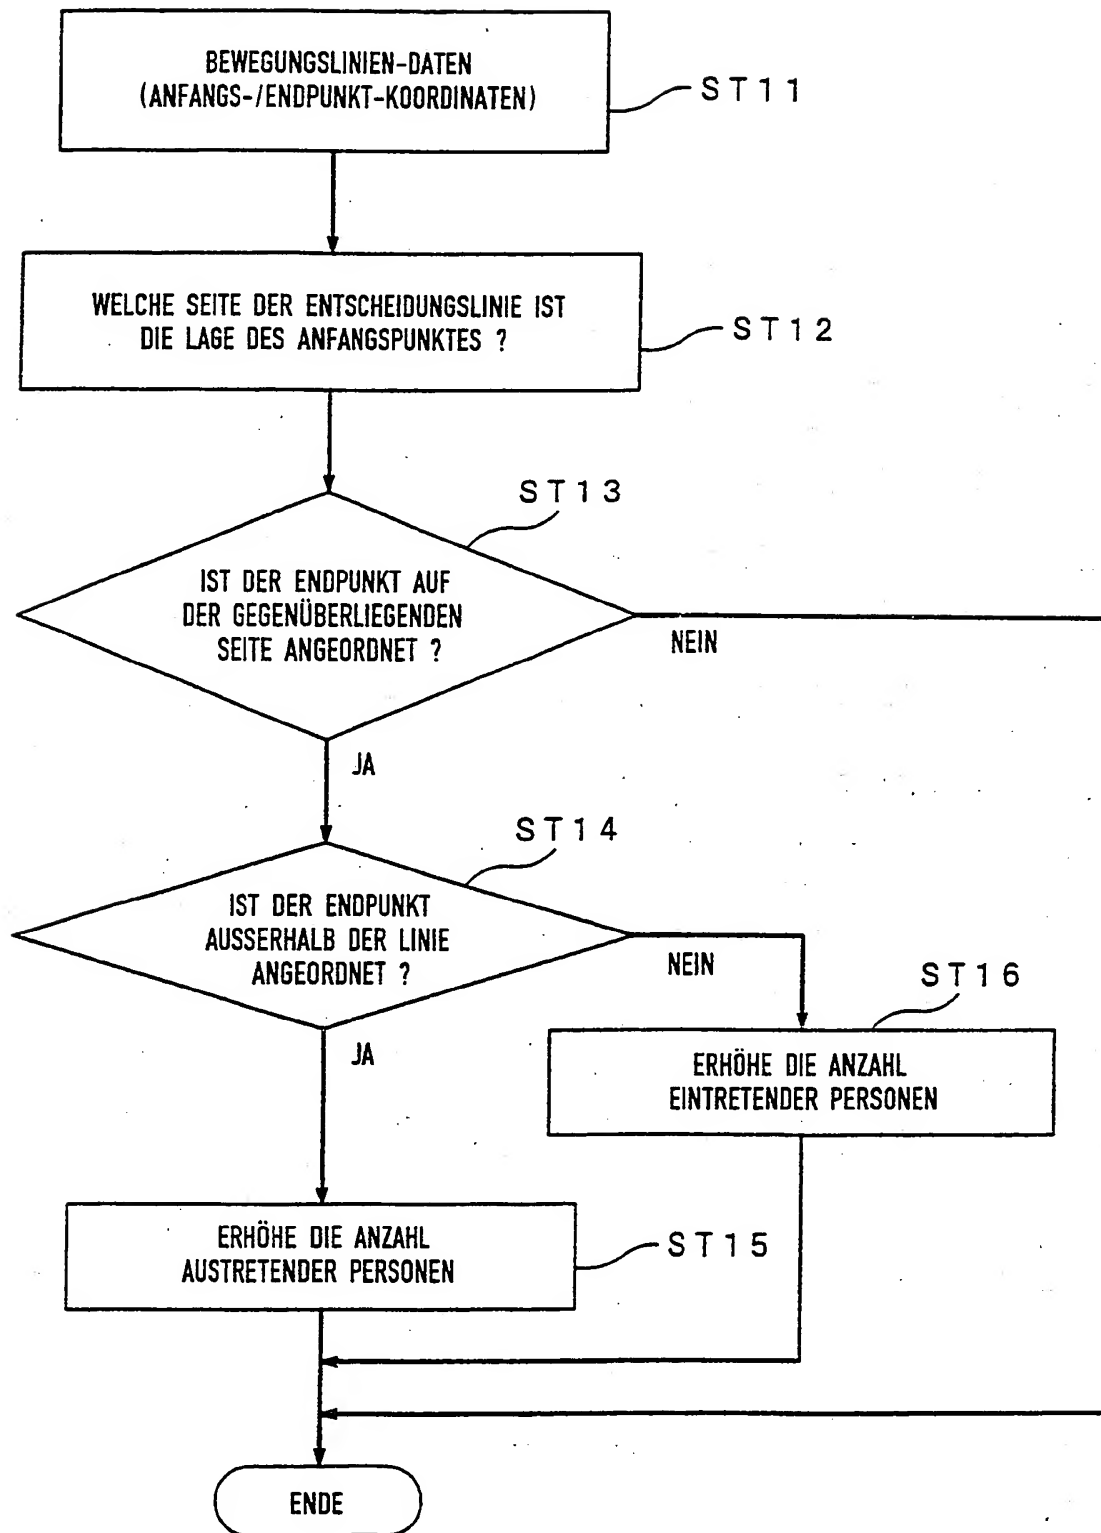 BEWEGUNGSLINIEN-DATEN
(ANFANGS-/ENDPUNKT-KOORDINATEN)
ST11
WELCHE SEITE DER ENTSCHEIDUNGSLINIE IST
DIE LAGE DES ANFANGSPUNKTES ?
ST12
ST13
IST DER ENDPUNKT AUF
DER GEGENÜBERLIEGENDEN
SEITE ANGEORDNET ?
NEIN
JA
ST14
IST DER ENDPUNKT
AUSSERHALB DER LINIE
ANGEORDNET ?
NEIN
JA
ST16
ERHÖHE DIE ANZAHL
EINTRETENDER PERSONEN
ERHÖHE DIE ANZAHL
AUSTRETENDER PERSONEN
ST15
ENDE